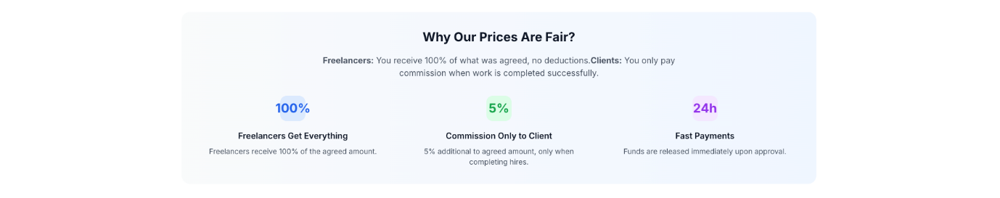 Why Our Prices Are Fair?
Freelancers: You receive 100% of what was agreed, no deductions.Clients: You only pay
commission when work is completed successfully.
100%
Freelancers Get Everything
Freelancers receive 100% of the agreed amount.
5%
Commission Only to Client
5% additional to agreed amount, only when
completing hires.
24h
Fast Payments
Funds are released immediately upon approval.